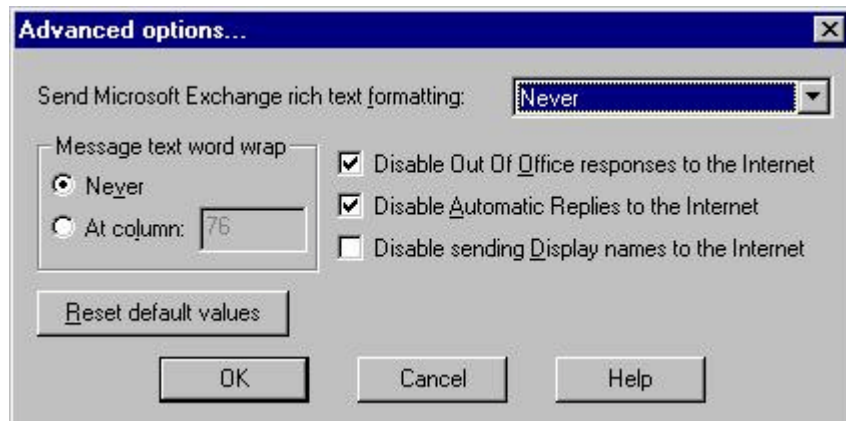 Advanced options...
Send Microsoft Exchange rich text formatting: Never
Message text word wrap
Never
At column: 76
Disable Out Of Office responses to the Internet
Disable Automatic Replies to the Internet
Disable sending Display names to the Internet
Reset default values
OK Cancel Help